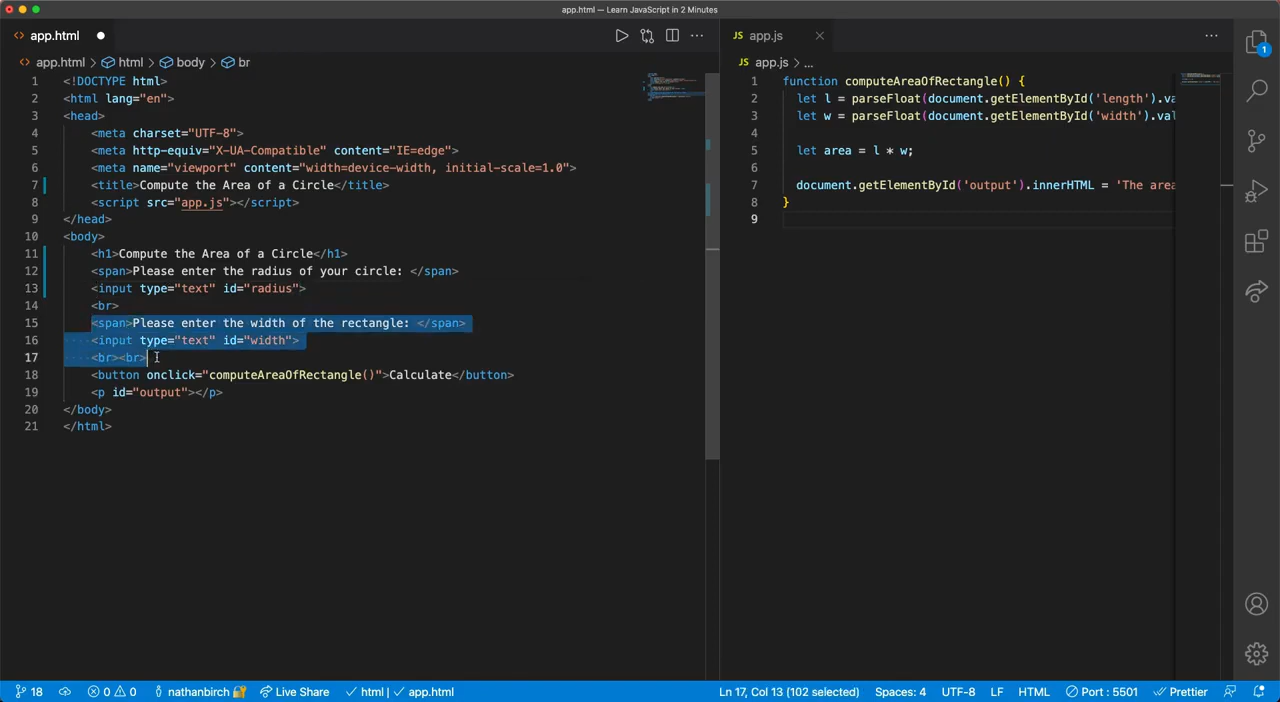 app.html — Learn JavaScript in 2 Minutes
<> app.html
<> app.html > html > body > br
1 <!DOCTYPE html>
2 <html lang="en">
3 <head>
4 <meta charset="UTF-8">
5 <meta http-equiv="X-UA-Compatible" content="IE=edge">
6 <meta name="viewport" content="width=device-width, initial-scale=1.0">
7 <title>Compute the Area of a Circle</title>
8 <script src="app.js"></script>
9 </head>
10 <body>
11 <h1>Compute the Area of a Circle</h1>
12 <span>Please enter the radius of your circle: </span>
13 <input type="text" id="radius">
14 <br>
15 <span>Please enter the width of the rectangle: </span>
16 <input type="text" id="width">
17 <br><br>
18 <button onclick="computeAreaOfRectangle()">Calculate</button>
19 <p id="output"></p>
20 </body>
21 </html>
JS app.js
JS app.js > ...
1 function computeAreaOfRectangle() {
2 let l = parseFloat(document.getElementById('length').va
3 let w = parseFloat(document.getElementById('width').val
4
5 let area = l * w;
6
7 document.getElementById('output').innerHTML = 'The area
8 }
9
1
18 0 0 nathanbirch Live Share html | app.html Ln 17, Col 13 (102 selected) Spaces: 4 UTF-8 LF HTML Port : 5501 Prettier